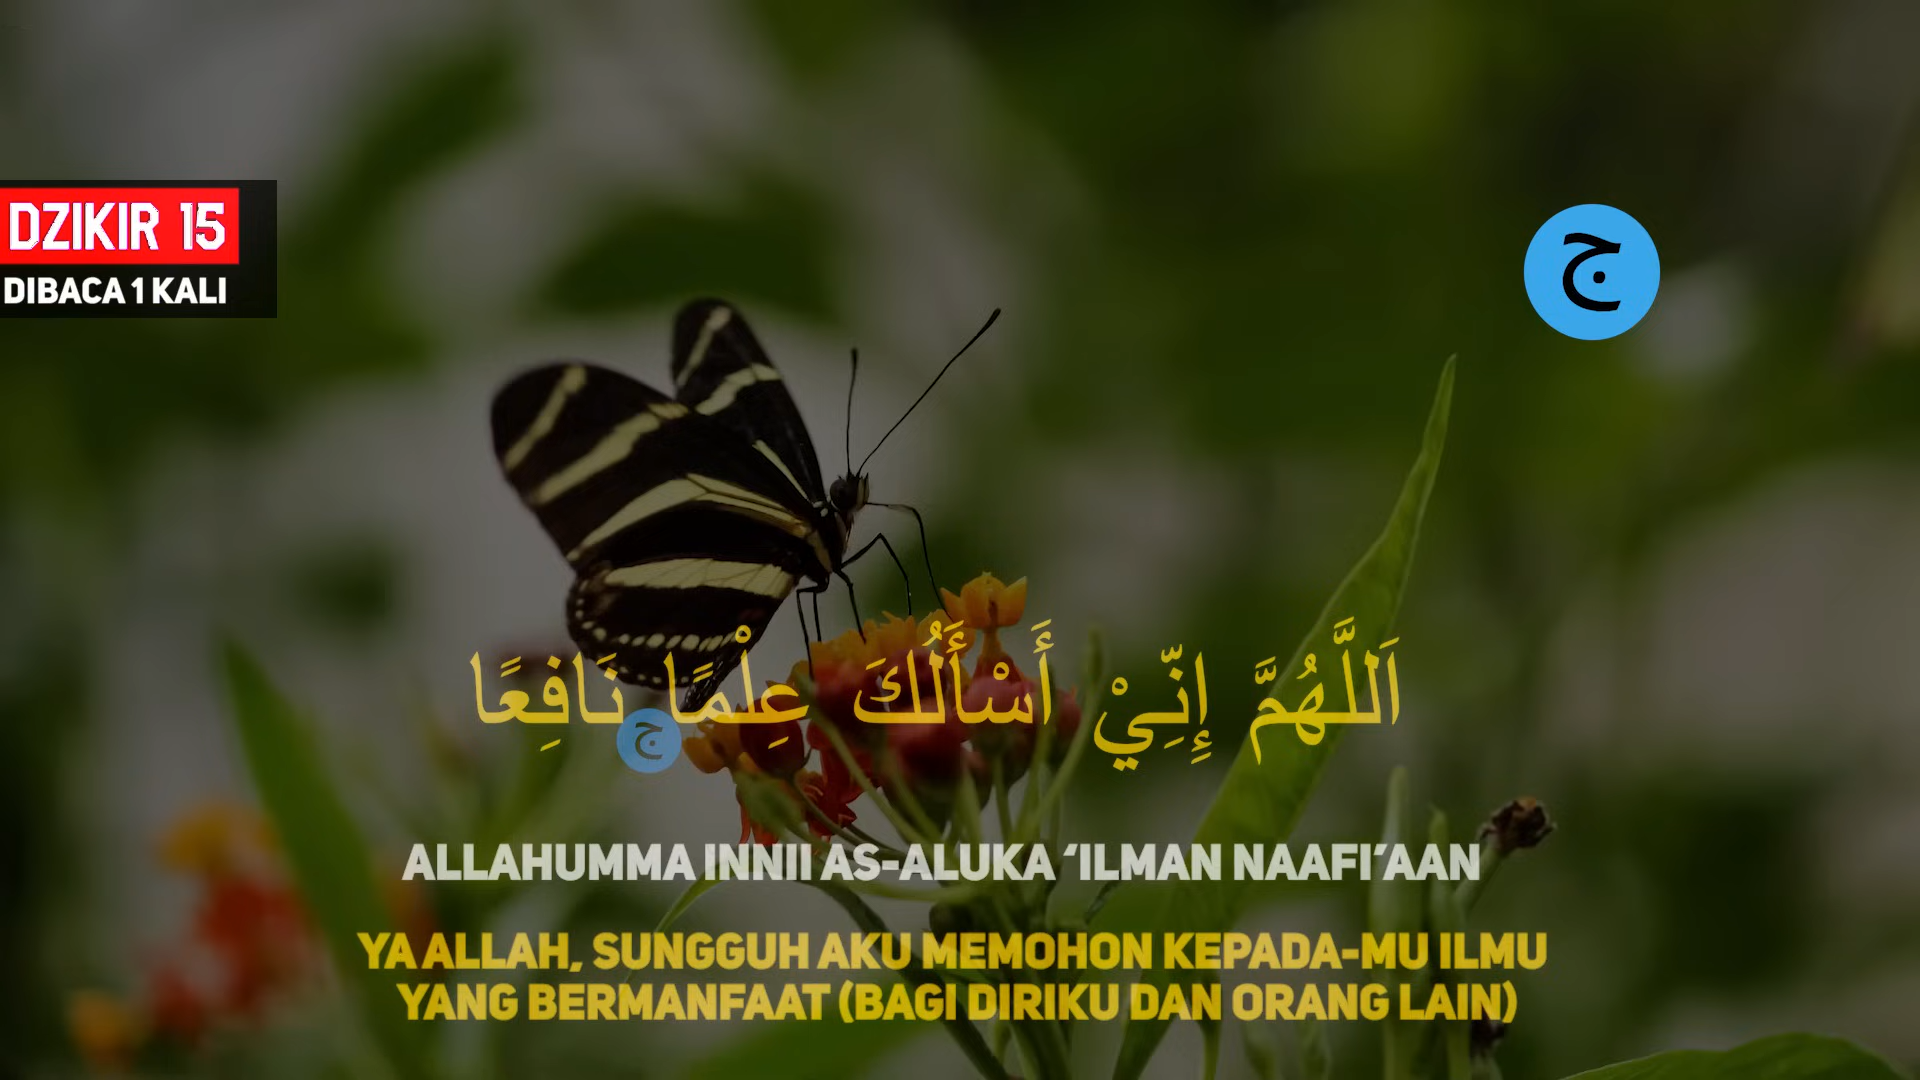 DZIKIR 15
DIBACA 1 KALI
ج
اَللَّهُمَّ إِنِّيْ أَسْأَلُكَ عِلْمًا نَافِعًا
ج
ALLAHUMMA INNII AS-ALUKA ‘ILMAN NAAFI’AAN
YA ALLAH, SUNGGUH AKU MEMOHON KEPADA-MU ILMU
YANG BERMANFAAT (BAGI DIRIKU DAN ORANG LAIN)